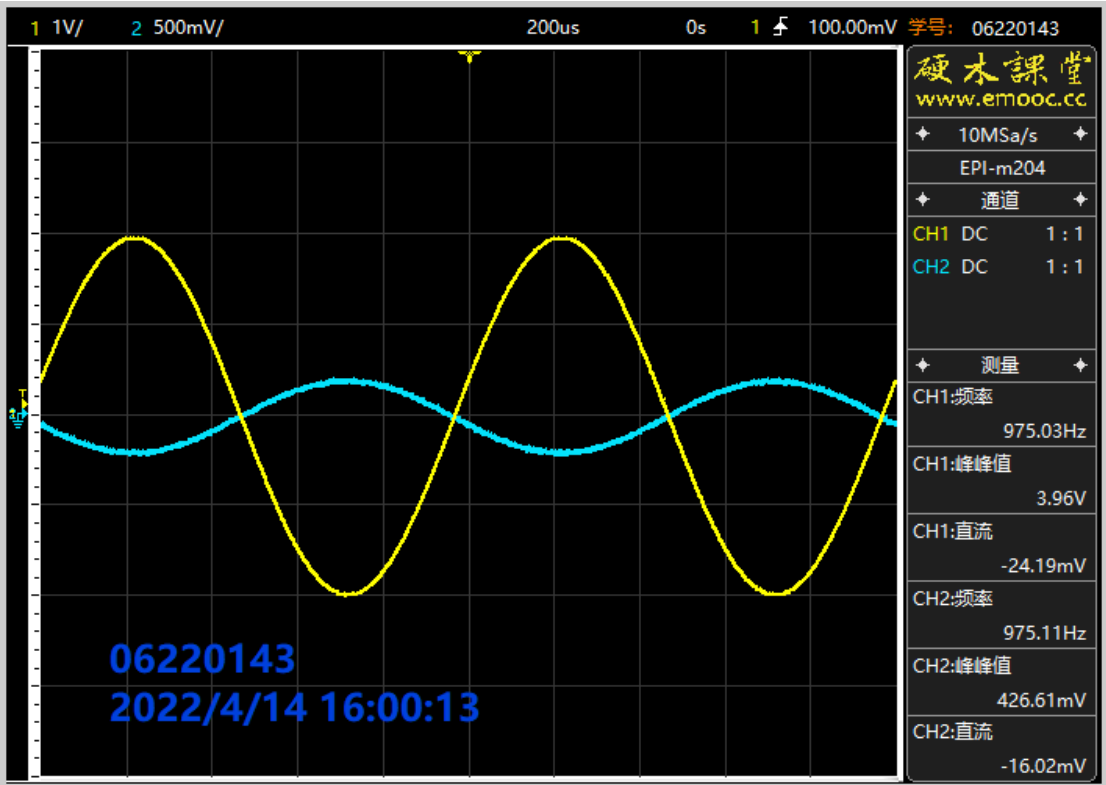 1 1V/ 2 500mV/ 200us 0s 1 100.00mV 学号: 06220143
硬木課堂
www.emooc.cc
10MSa/s
EPI-m204
通道
CH1 DC 1:1
CH2 DC 1:1
T
测量
CH1:频率
975.03Hz
CH1:峰峰值
3.96V
CH1:直流
-24.19mV
CH2:频率
975.11Hz
CH2:峰峰值
426.61mV
CH2:直流
-16.02mV
06220143
2022/4/14 16:00:13